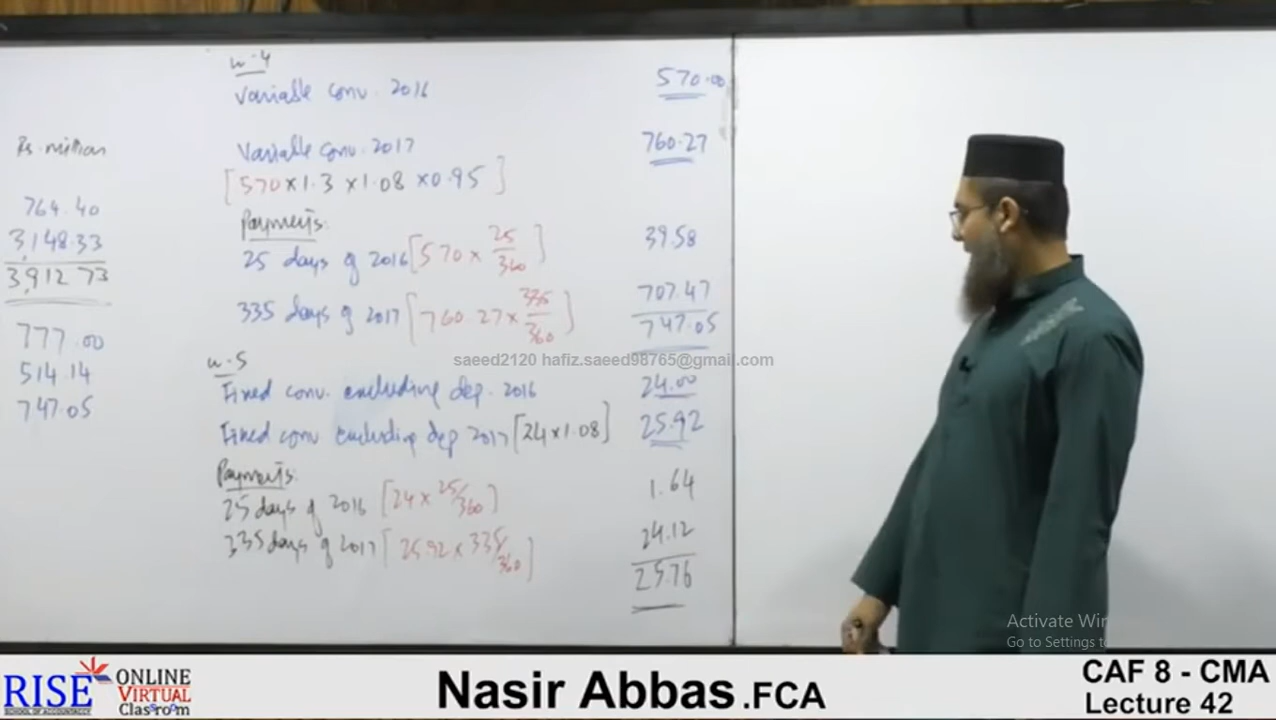 Rs. million
764.40
3,148.33
3,912.73
777.00
514.14
747.05
w-4
Variable conv. 2016 570.00
Variable conv. 2017 760.27
[570×1.3×1.08×0.95]
Payments:
25 days of 2016 [570 × 25/360] 39.58
335 days of 2017 [760.27 × 335/360] 707.47
747.05
w-5
Fixed conv. excluding dep. 2016 24.00
Fixed conv excluding dep 2017 [24×1.08] 25.92
Payments:
25 days of 2016 [24 × 25/360] 1.64
335 days of 2017 [25.92 × 335/360] 24.12
25.76
saeed2120 hafiz.saeed98765@gmail.com
Activate Win
Go to Settings t
RISE
SCHOOL OF ACCOUNTANCY
ONLINE
VIRTUAL
Classroom
Nasir Abbas .FCA
CAF 8 - CMA
Lecture 42